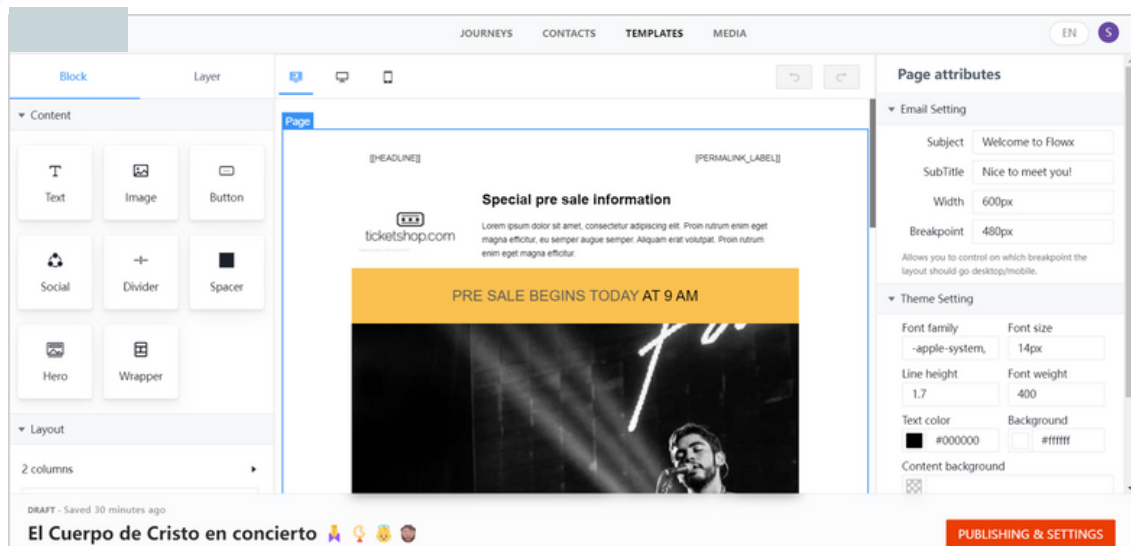 JOURNEYS CONTACTS TEMPLATES MEDIA EN S
Block Layer
Content
Text Image Button
Social Divider Spacer
Hero Wrapper
Layout
2 columns
Page
[[HEADLINE]] [PERMALINK_LABEL]]
ticketshop.com
Special pre sale information
Lorem ipsum dolor sit amet, consectetur adipiscing elit. Proin rutrum enim eget
magna efficitur, eu semper augue semper. Aliquam erat volutpat. Proin rutrum
enim eget magna efficitur.
PRE SALE BEGINS TODAY AT 9 AM
Page attributes
Email Setting
Subject Welcome to Flowx
SubTitle Nice to meet you!
Width 600px
Breakpoint 480px
Allows you to control on which breakpoint the
layout should go desktop/mobile.
Theme Setting
Font family Font size
-apple-system, 14px
Line height Font weight
1.7 400
Text color Background
#000000 #ffffff
Content background
DRAFT - Saved 30 minutes ago
El Cuerpo de Cristo en concierto
PUBLISHING & SETTINGS